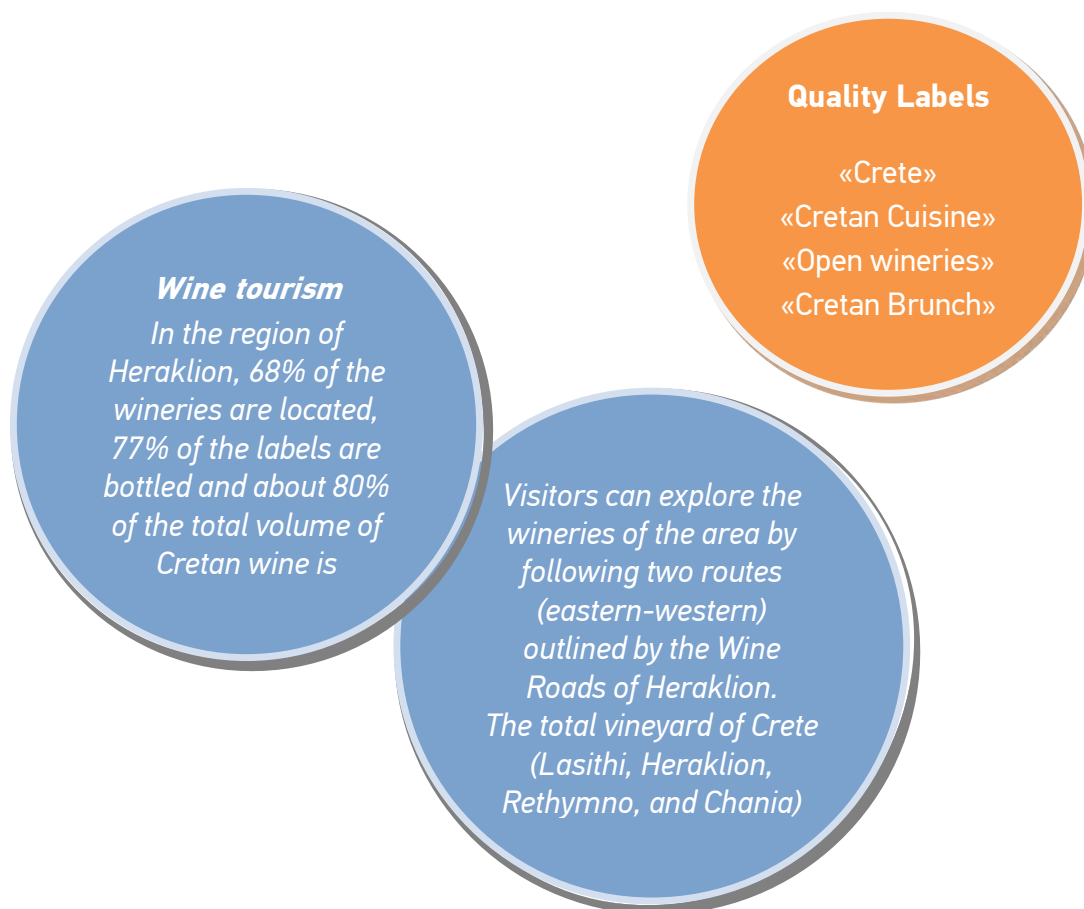 Quality Labels
«Crete»
«Cretan Cuisine»
«Open wineries»
«Cretan Brunch»
Wine tourism
In the region of
Heraklion, 68% of the
wineries are located,
77% of the labels are
bottled and about 80%
of the total volume of
Cretan wine is
Visitors can explore the
wineries of the area by
following two routes
(eastern-western)
outlined by the Wine
Roads of Heraklion.
The total vineyard of Crete
(Lasithi, Heraklion,
Rethymno, and Chania)